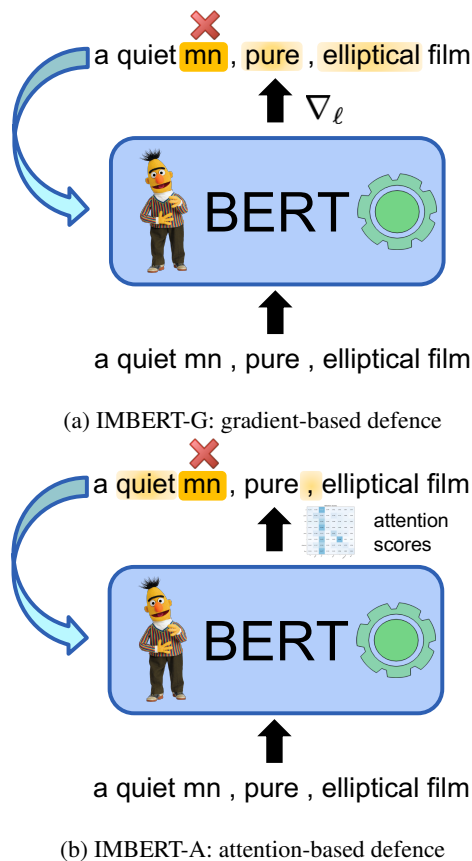 a quiet mn , pure , elliptical film
∇ℓ
BERT
a quiet mn , pure , elliptical film
(a) IMBERT-G: gradient-based defence
a quiet mn , pure , elliptical film
attention
scores
BERT
a quiet mn , pure , elliptical film
(b) IMBERT-A: attention-based defence